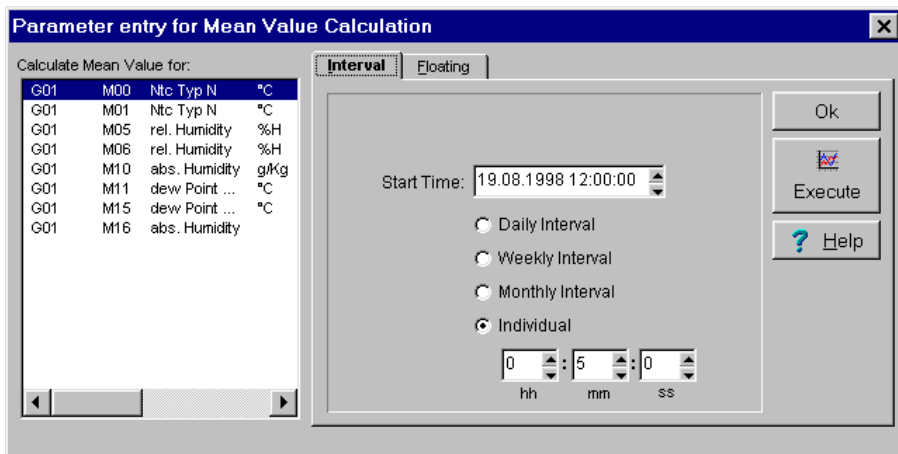 Parameter entry for Mean Value Calculation
Calculate Mean Value for:
G01 M00 Ntc Typ N °C
G01 M01 Ntc Typ N °C
G01 M05 rel. Humidity %H
G01 M06 rel. Humidity %H
G01 M10 abs. Humidity g/Kg
G01 M11 dew Point ... °C
G01 M15 dew Point ... °C
G01 M16 abs. Humidity
Interval Floating
Start Time: 19.08.1998 12:00:00
Daily Interval
Weekly Interval
Monthly Interval
Individual
0 : 5 : 0
hh mm ss
Ok
Execute
? Help